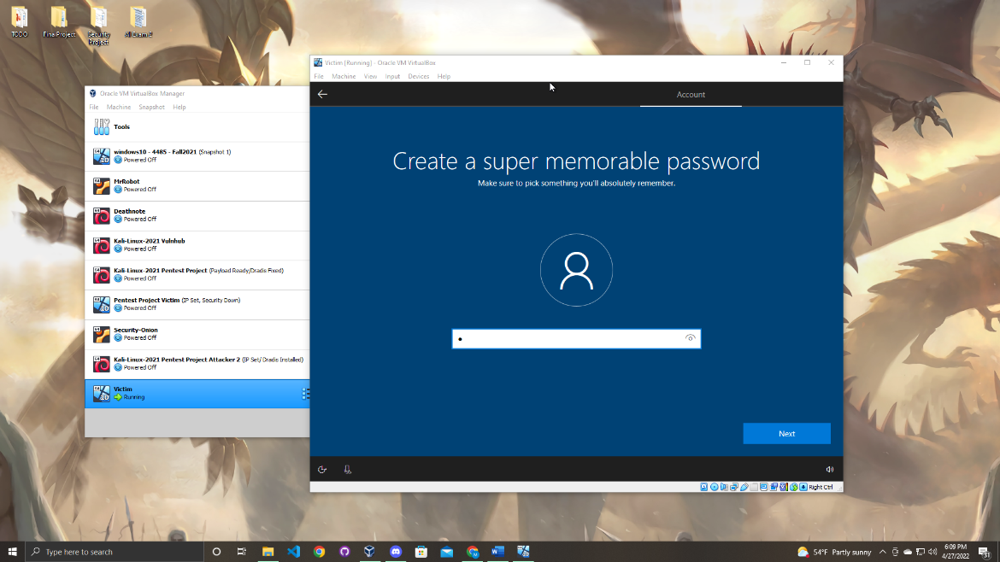 TODO
FinalProject
Security
Project
Oracle VM VirtualBox Manager
File Machine Snapshot Help
Tools
windows10 - 4485 - Fall2021 (Snapshot 1)
Powered Off
MrRobot
Powered Off
Deathnote
Powered Off
Kali-Linux-2021 Vulnhub
Powered Off
Kali-Linux-2021 Pentest Project (Payload Ready/Dradis Fixed)
Powered Off
Pentest Project Victim (IP Set, Security Down)
Powered Off
Security-Onion
Powered Off
Kali-Linux-2021 Pentest Project Attacker 2 (IP Set/ Dradis Installed)
Powered Off
Victim
Running
Victim [Running] - Oracle VM VirtualBox
File Machine View Input Devices Help
Account
Create a super memorable password
Make sure to pick something you'll absolutely remember.
Next
Right Ctrl
Type here to search
54°F Partly sunny
6:09 PM
4/27/2022